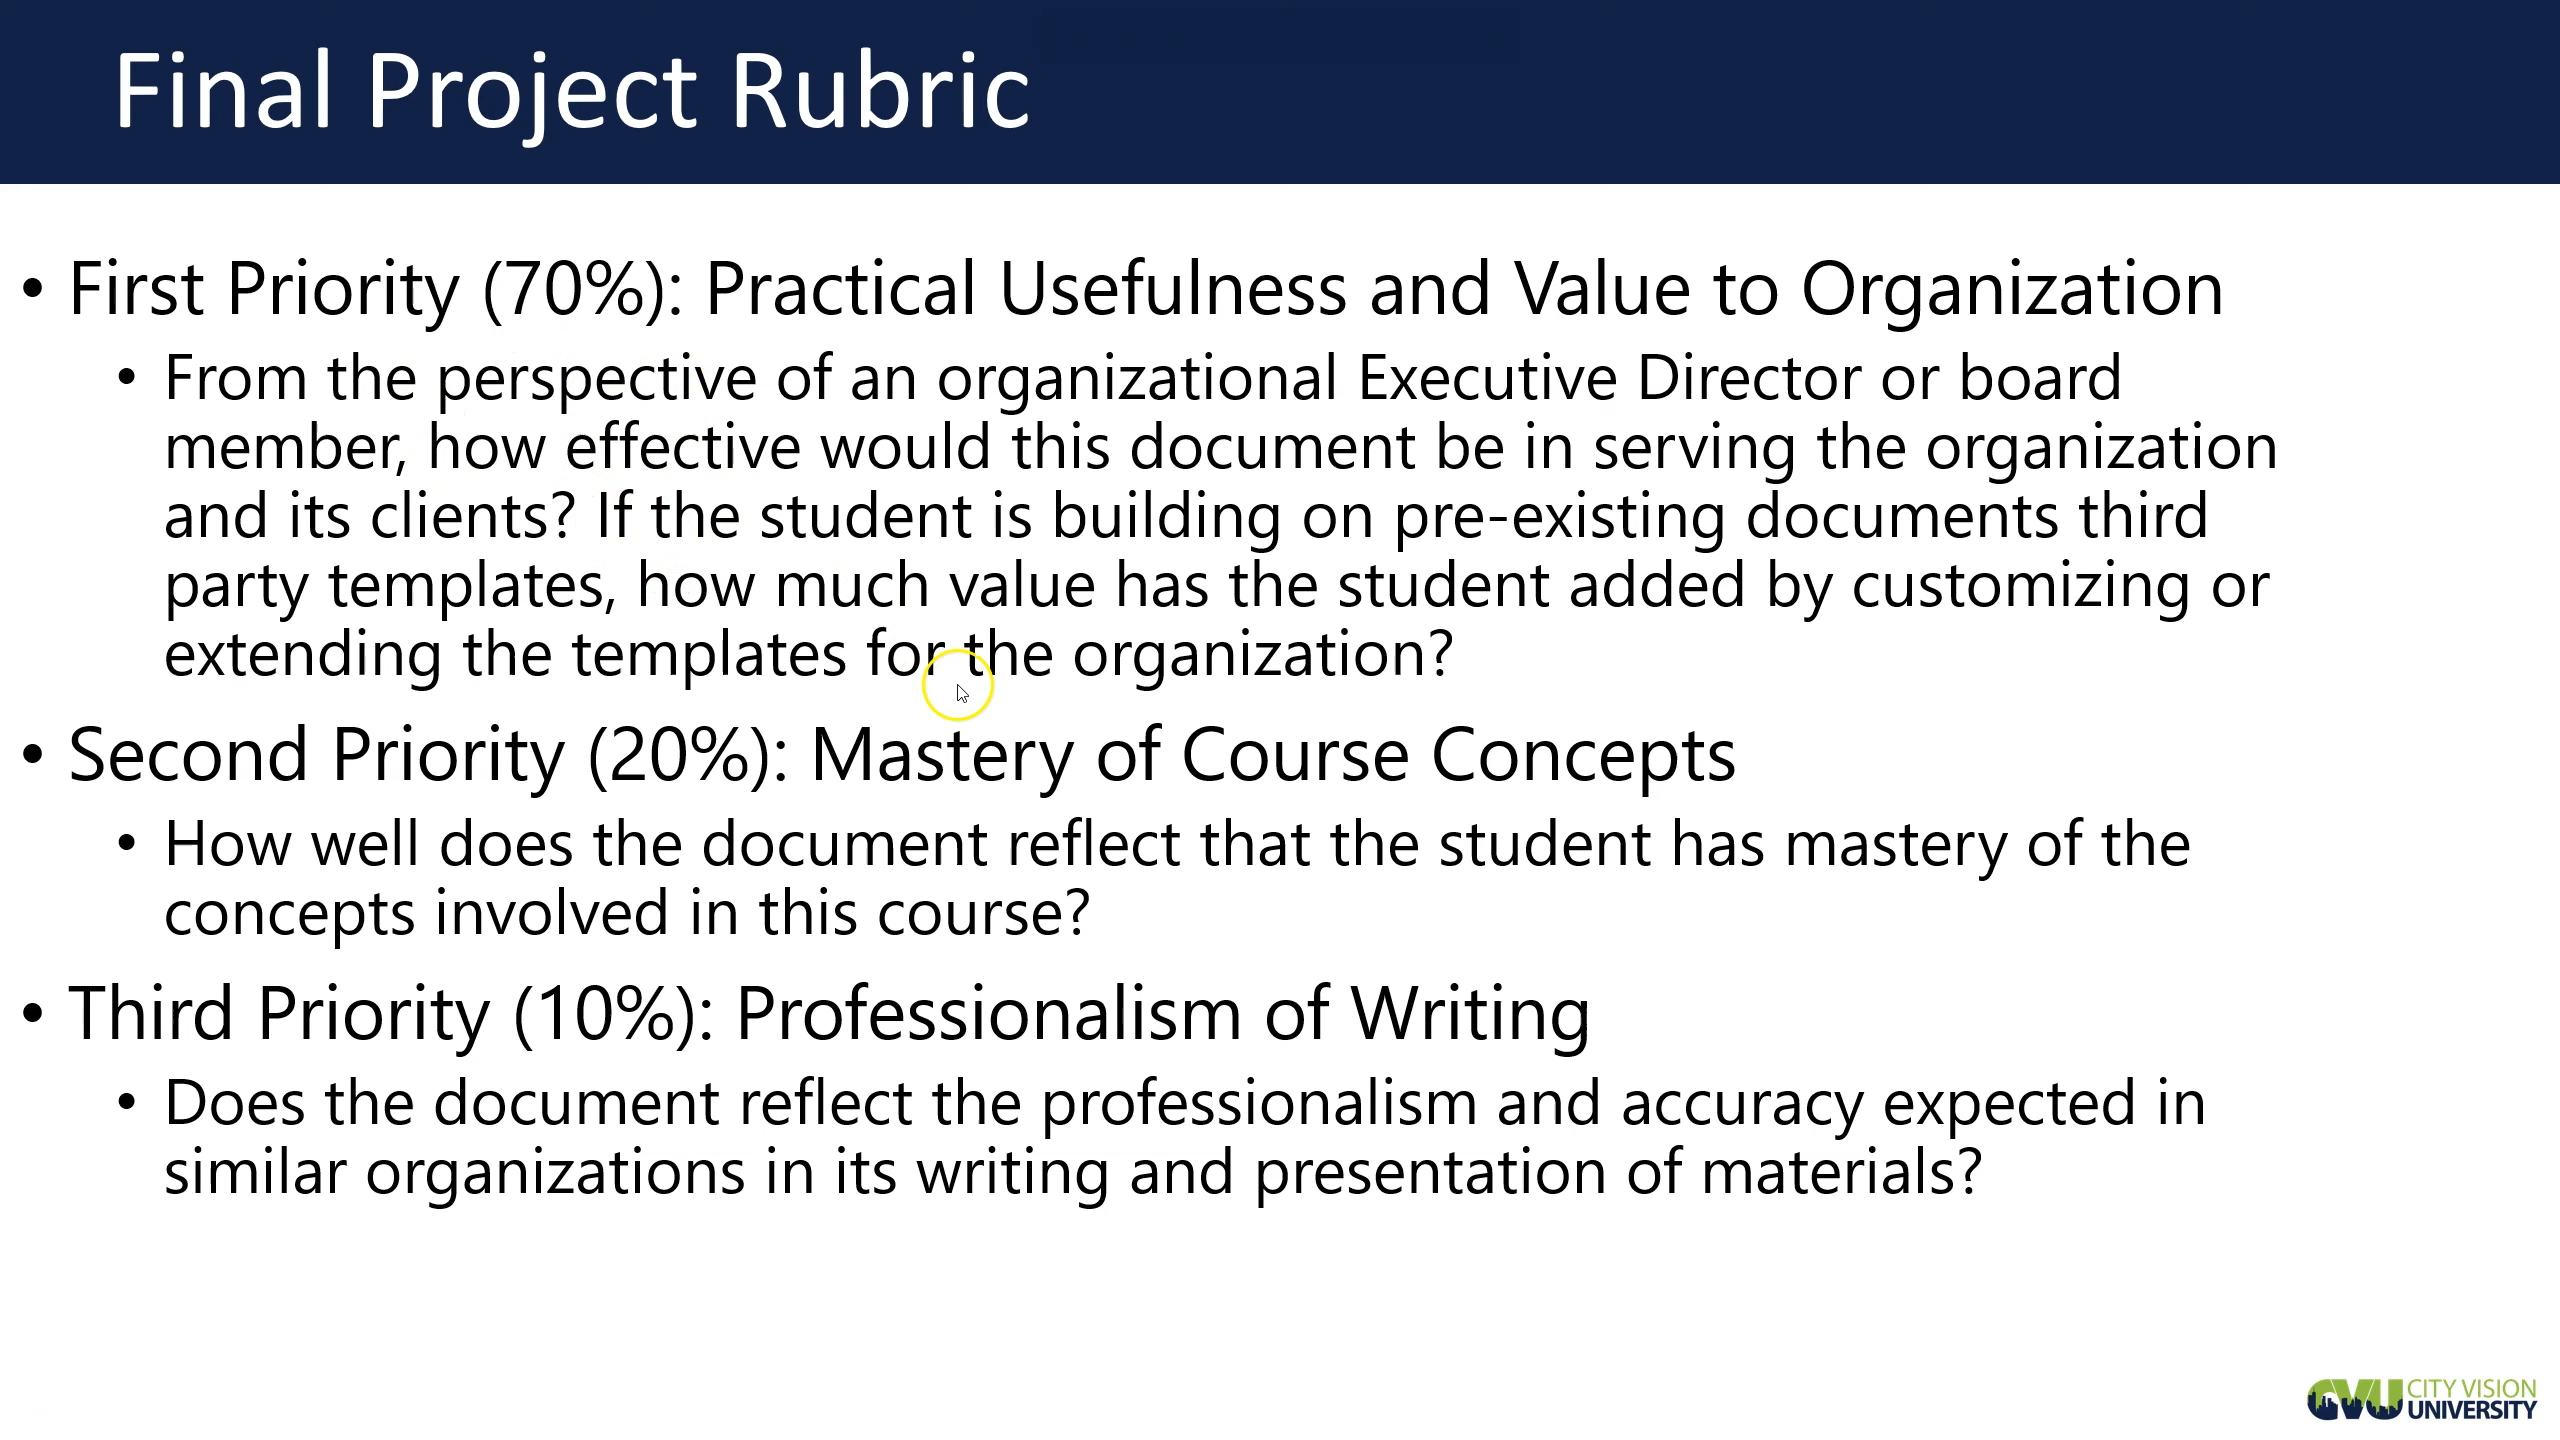 Final Project Rubric
• First Priority (70%): Practical Usefulness and Value to Organization
• From the perspective of an organizational Executive Director or board
member, how effective would this document be in serving the organization
and its clients? If the student is building on pre-existing documents third
party templates, how much value has the student added by customizing or
extending the templates for the organization?
• Second Priority (20%): Mastery of Course Concepts
• How well does the document reflect that the student has mastery of the
concepts involved in this course?
• Third Priority (10%): Professionalism of Writing
• Does the document reflect the professionalism and accuracy expected in
similar organizations in its writing and presentation of materials?
CVU CITY VISION
UNIVERSITY